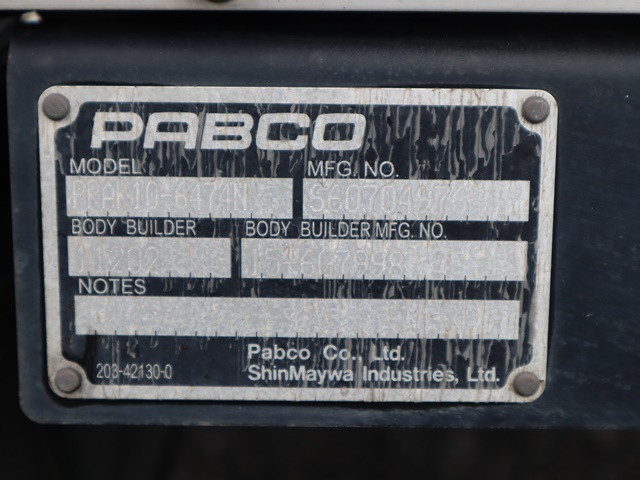 PABCO
MODEL MFG. NO.
BODY BUILDER BODY BUILDER MFG. NO.
11202
NOTES
203-42130-0
Pabco Co., Ltd.
ShinMaywa Industries, Ltd.